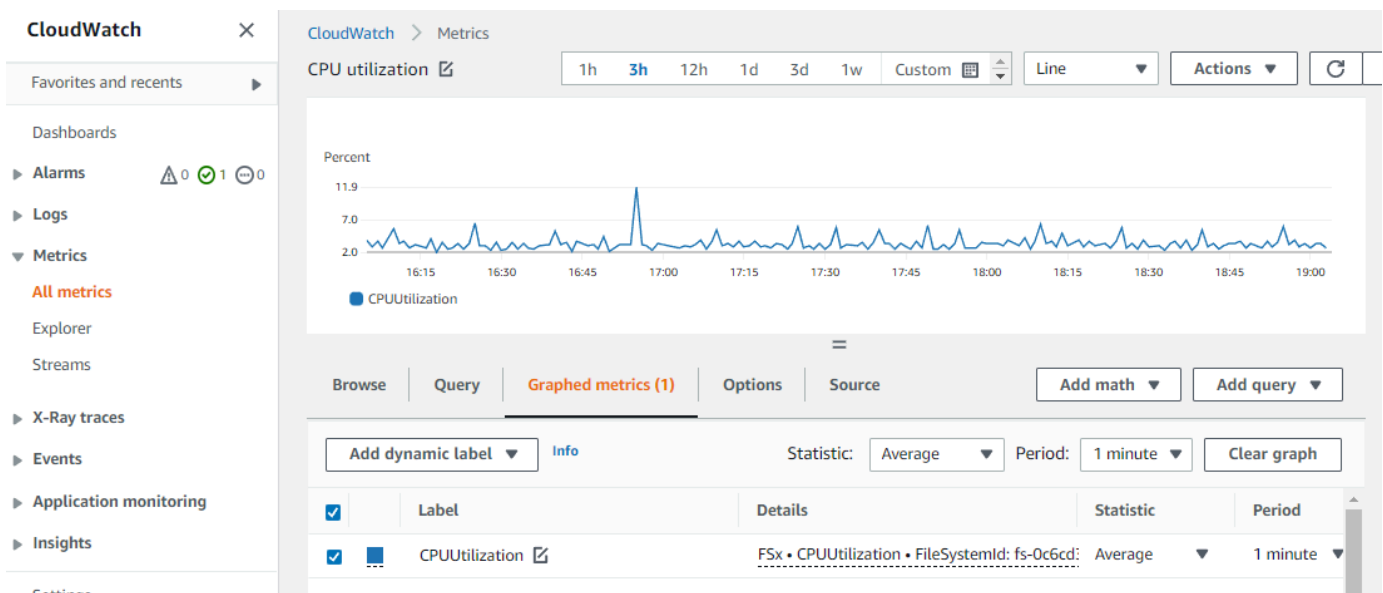 CloudWatch
Favorites and recents
Dashboards
Alarms 0 1 0
Logs
Metrics
All metrics
Explorer
Streams
X-Ray traces
Events
Application monitoring
Insights
Settings
CloudWatch > Metrics
CPU utilization 1h 3h 12h 1d 3d 1w Custom Line Actions
Percent
11.9
7.0
2.0
16:15 16:30 16:45 17:00 17:15 17:30 17:45 18:00 18:15 18:30 18:45 19:00
CPUUtilization
Browse Query Graphed metrics (1) Options Source Add math Add query
Add dynamic label Info Statistic: Average Period: 1 minute Clear graph
Label Details Statistic Period
CPUUtilization FSx • CPUUtilization • FileSystemId: fs-0c6cd Average 1 minute